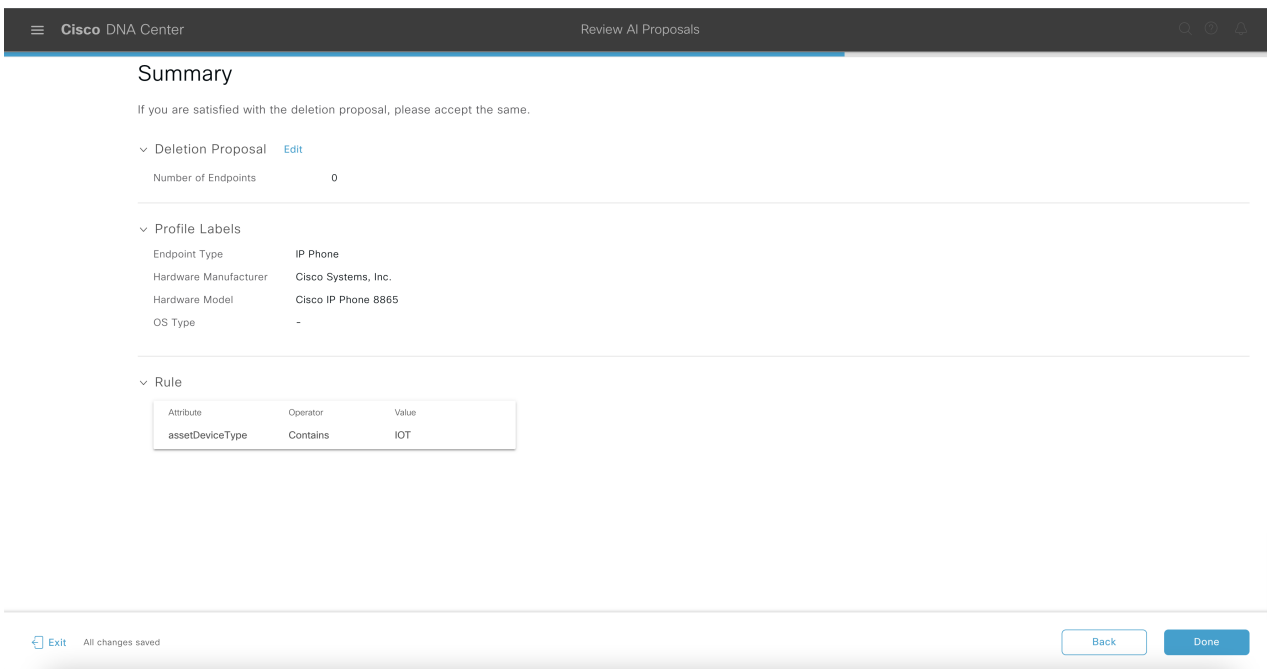 Cisco DNA Center Review AI Proposals
Summary
If you are satisfied with the deletion proposal, please accept the same.
Deletion Proposal Edit
Number of Endpoints 0
Profile Labels
Endpoint Type IP Phone
Hardware Manufacturer Cisco Systems, Inc.
Hardware Model Cisco IP Phone 8865
OS Type -
Rule
Attribute Operator Value
assetDeviceType Contains IOT
Exit All changes saved Back Done